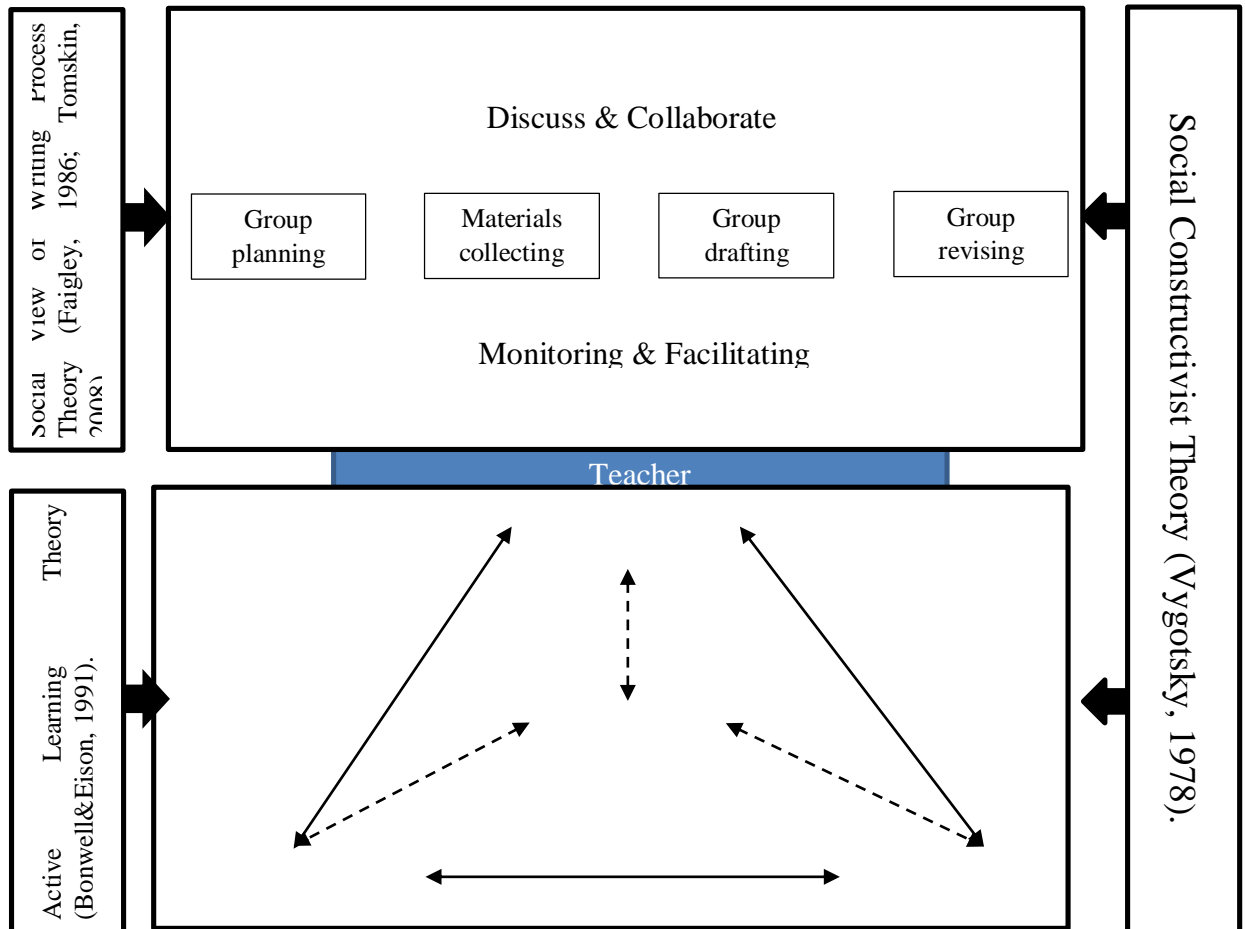 Social view of Writing Process
Theory (Faigley, 1986; Tomskin,
2008)
Discuss & Collaborate
Group
planning
Materials
collecting
Group
drafting
Group
revising
Monitoring & Facilitating
Social Constructivist Theory (Vygotsky, 1978).
Teacher
Active Learning Theory
(Bonwell&Eison, 1991).